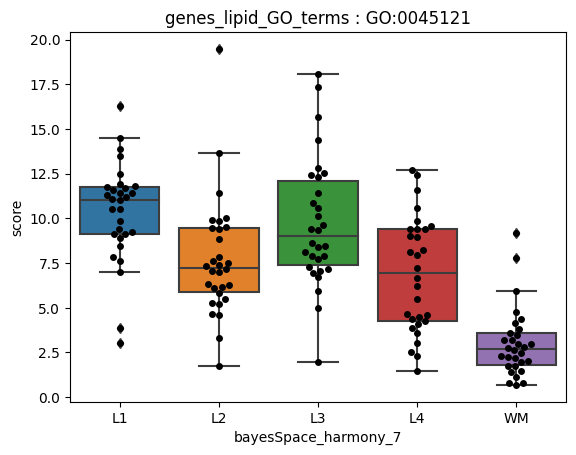 genes_lipid_GO_terms : GO:0045121
20.0
17.5
15.0
12.5
10.0
7.5
5.0
2.5
0.0
score
L1 L2 L3 L4 WM
bayesSpace_harmony_7